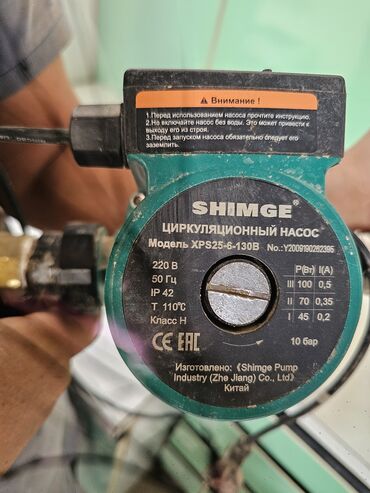 Внимание !
1.Перед использованием насоса прочтите инструкцию.
2.Не включайте насос без воды. Это может привести к
выходу его из строя.
3.Перед запуском насоса обязательно следует его
заземлить.
SHIMGE®
ЦИРКУЛЯЦИОННЫЙ НАСОС
Модель XPS25-6-130B No.:Y2009190282395
220 В
50 Гц
IP 42
T 110℃
Класс H
P(Вт) I(A)
III 100 0,5
II 70 0,35
I 45 0,2
CE EAC
10 бар
Изготовлено:《Shimge Pump
Industry (Zhe Jiang) Co., Ltd》
Китай